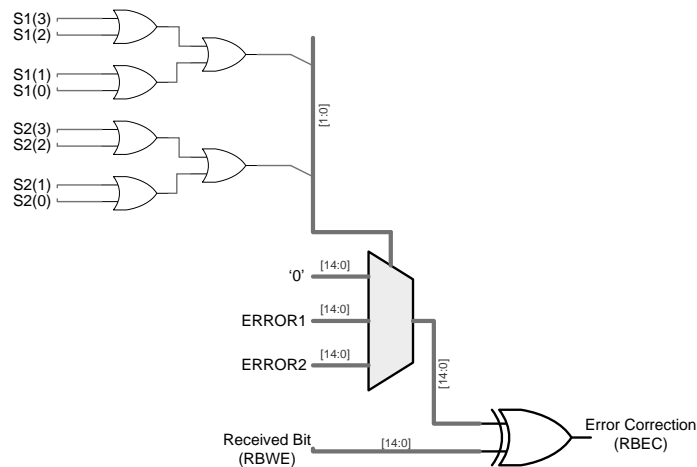 S1(3)
S1(2)
S1(1)
S1(0)
S2(3)
S2(2)
S2(1)
S2(0)
[1:0]
‘0’
[14:0]
ERROR1
[14:0]
ERROR2
[14:0]
[14:0]
Received Bit
(RBWE)
[14:0]
Error Correction
(RBEC)